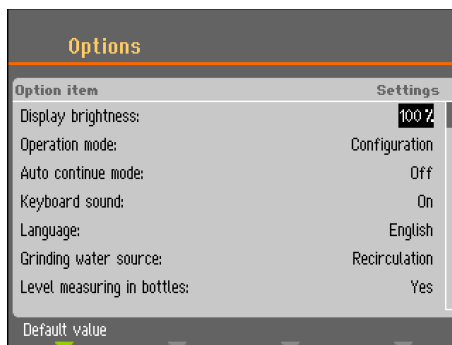 Options
Option item Settings
Display brightness: 100 %
Operation mode: Configuration
Auto continue mode: Off
Keyboard sound: On
Language: English
Grinding water source: Recirculation
Level measuring in bottles: Yes
Default value